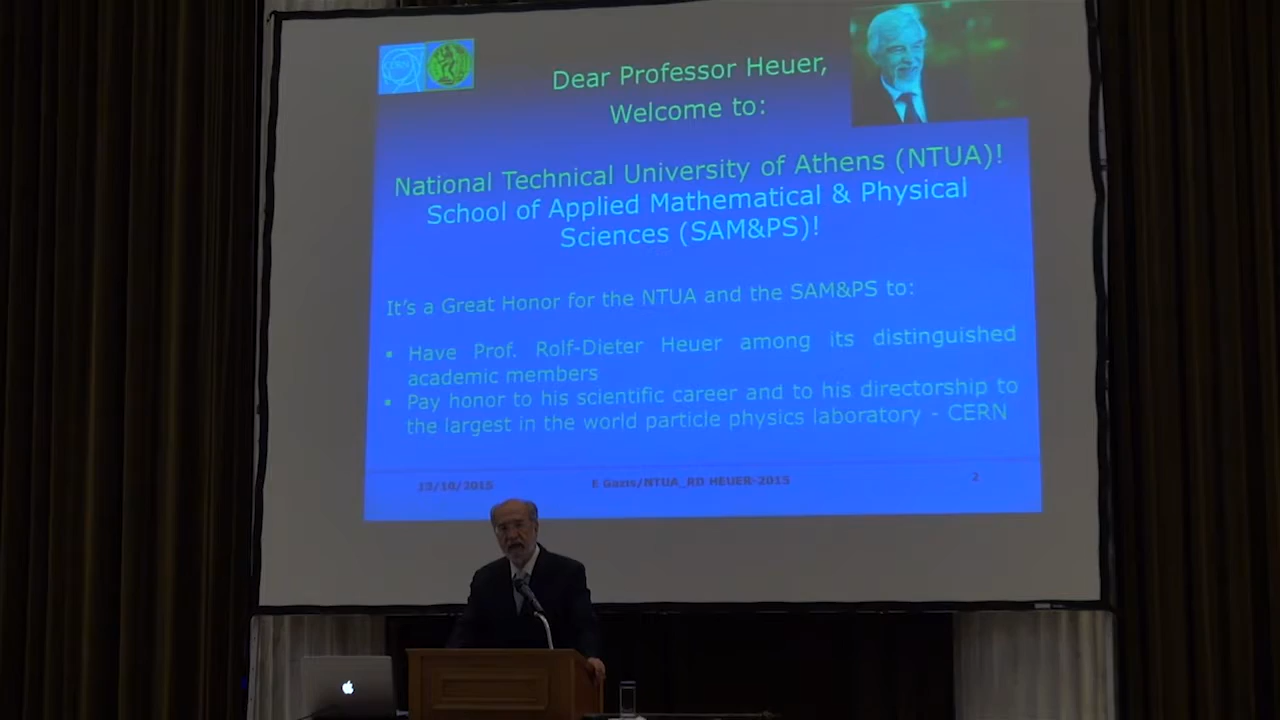 CERN
Dear Professor Heuer,
Welcome to:
National Technical University of Athens (NTUA)!
School of Applied Mathematical & Physical
Sciences (SAM&PS)!
It's a Great Honor for the NTUA and the SAM&PS to:
▪ Have Prof. Rolf-Dieter Heuer among its distinguished
academic members
▪ Pay honor to his scientific career and to his directorship to
the largest in the world particle physics laboratory - CERN
13/10/2015 E Gazis/NTUA_RD HEUER-2015 2